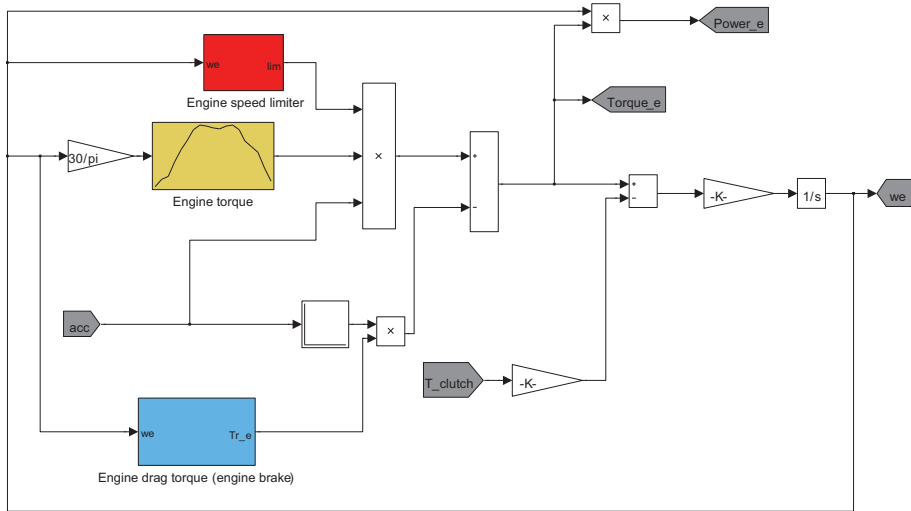 ×
Power_e
we
lim
Engine speed limiter
Torque_e
30/pi
×
+
−
Engine torque
+
−
-K-
1/s
we
acc
×
T_clutch
-K-
we
Tr_e
Engine drag torque (engine brake)